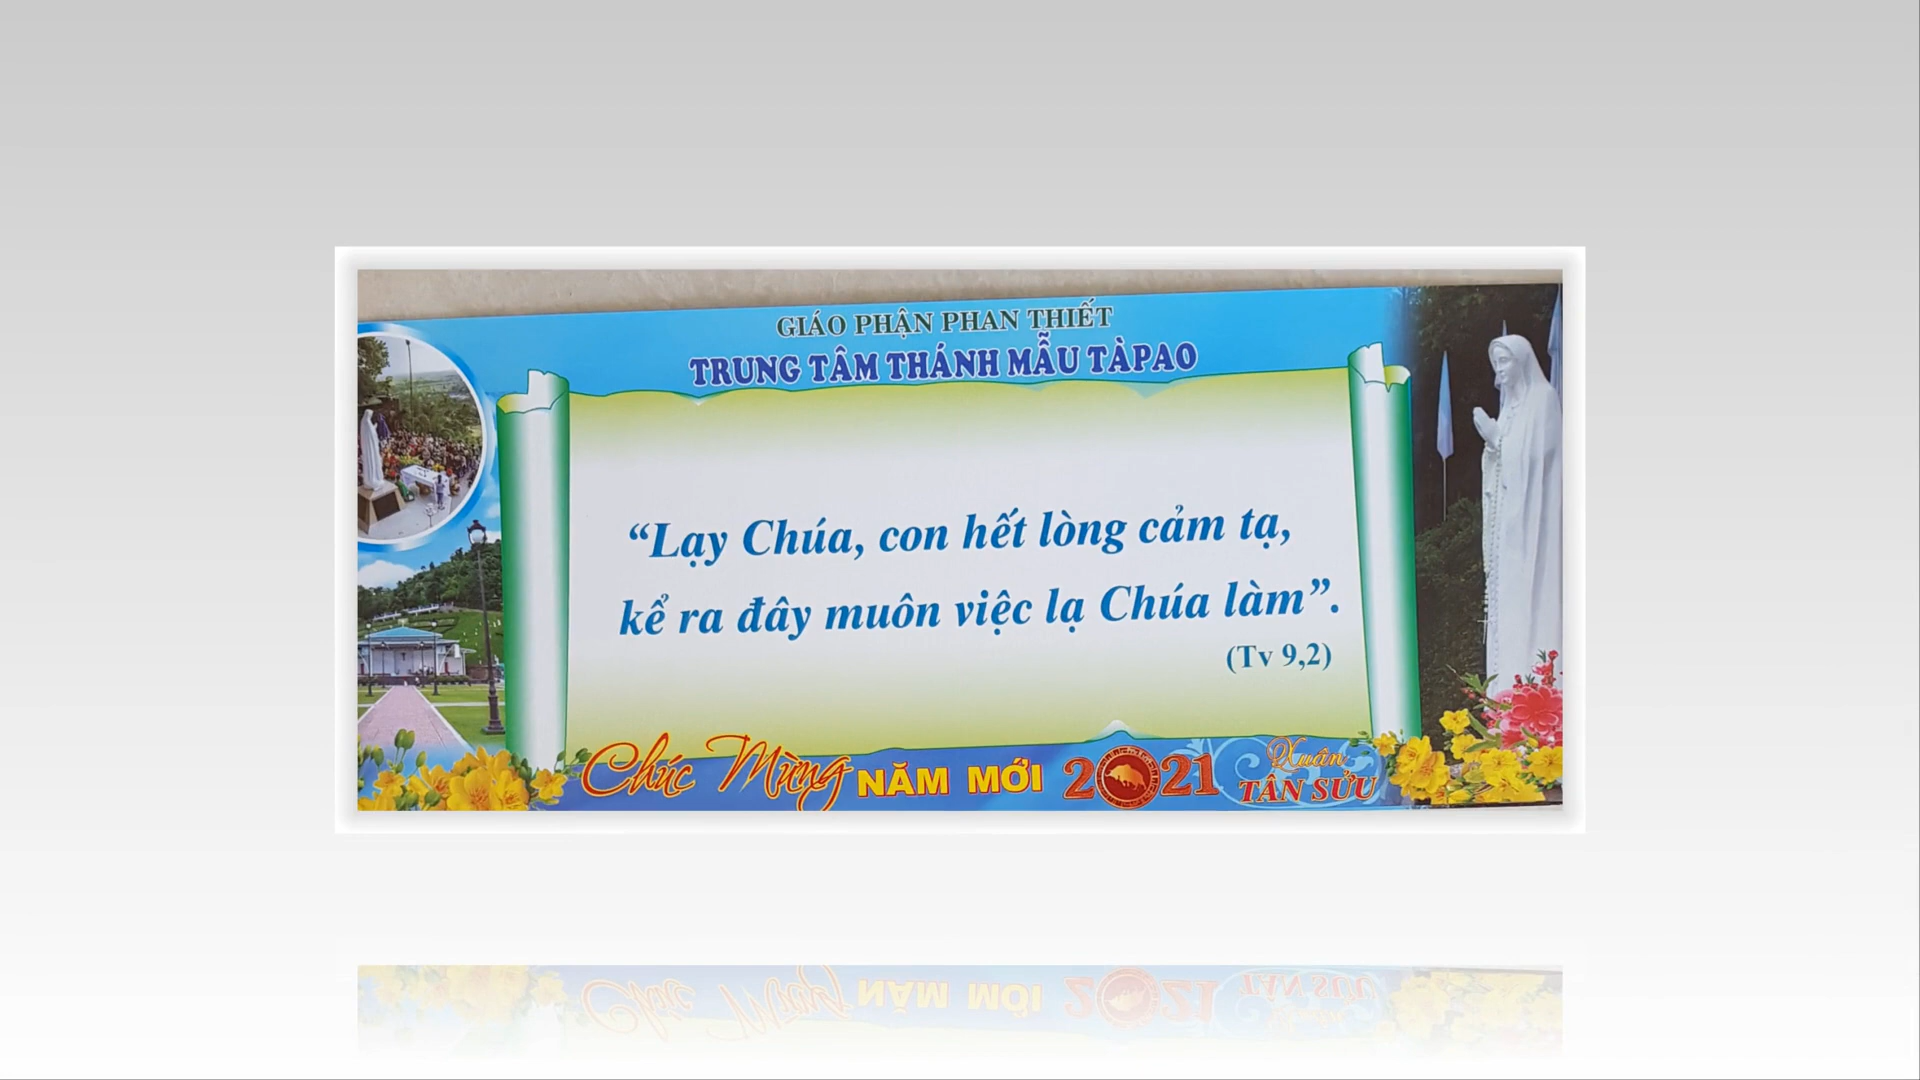 GIÁO PHẬN PHAN THIẾT
TRUNG TÂM THÁNH MẪU TÀPAO
“Lạy Chúa, con hết lòng cảm tạ,
kể ra đây muôn việc lạ Chúa làm”.
(Tv 9,2)
Chúc Mừng NĂM MỚI 2021 Xuân
TÂN SỬU